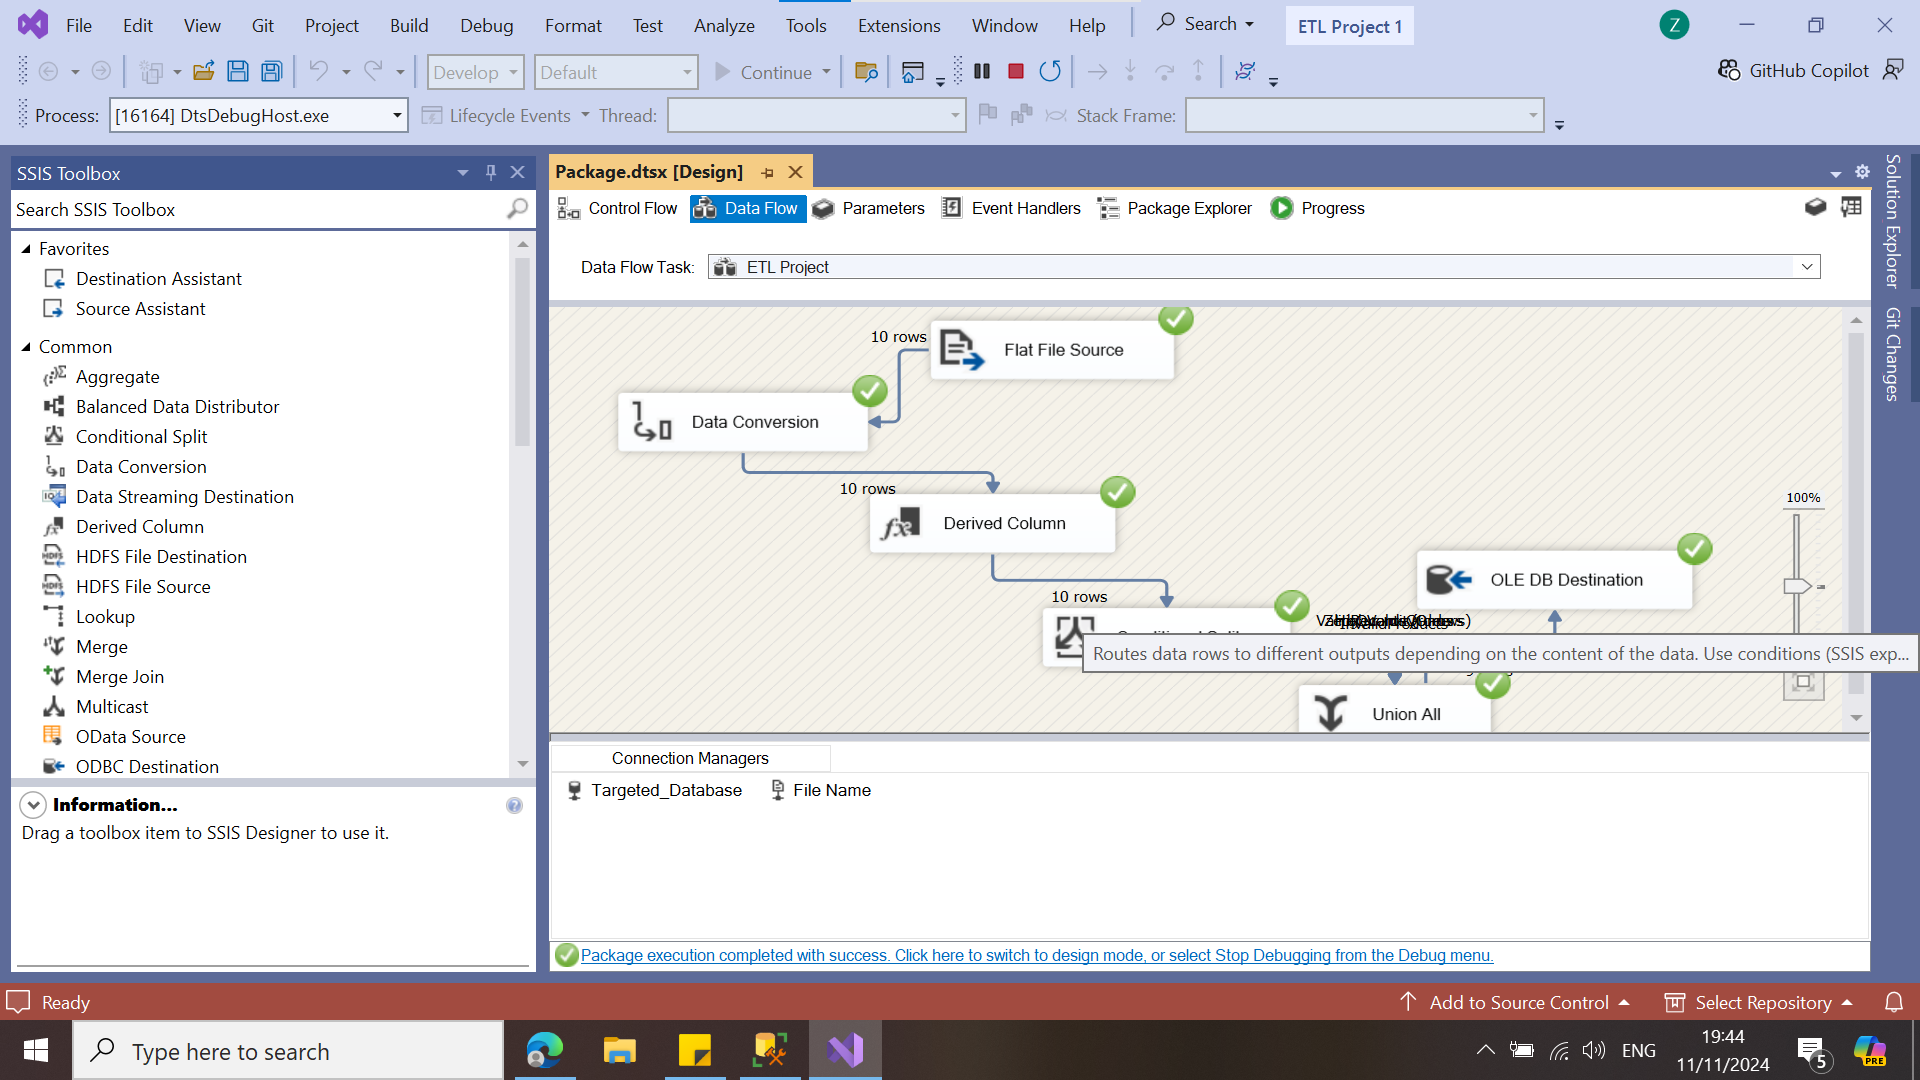 File Edit View Git Project Build Debug Format Test Analyze Tools Extensions Window Help Search ETL Project 1 Z
Develop Default Continue GitHub Copilot
Process: [16164] DtsDebugHost.exe Lifecycle Events Thread: Stack Frame:
SSIS Toolbox
Search SSIS Toolbox
Favorites
Destination Assistant
Source Assistant
Common
Aggregate
Balanced Data Distributor
Conditional Split
Data Conversion
Data Streaming Destination
Derived Column
HDFS File Destination
HDFS File Source
Lookup
Merge
Merge Join
Multicast
OData Source
ODBC Destination
Information...
Drag a toolbox item to SSIS Designer to use it.
Package.dtsx [Design]
Control Flow Data Flow Parameters Event Handlers Package Explorer Progress
Data Flow Task: ETL Project
10 rows
Flat File Source
Data Conversion
10 rows
Derived Column
10 rows
OLE DB Destination
InvalidProducts
Routes data rows to different outputs depending on the content of the data. Use conditions (SSIS exp...
Union All
100%
Connection Managers
Targeted_Database File Name
Package execution completed with success. Click here to switch to design mode, or select Stop Debugging from the Debug menu.
Solution Explorer
Git Changes
Ready Add to Source Control Select Repository
Type here to search
ENG
19:44
11/11/2024
5
PRE